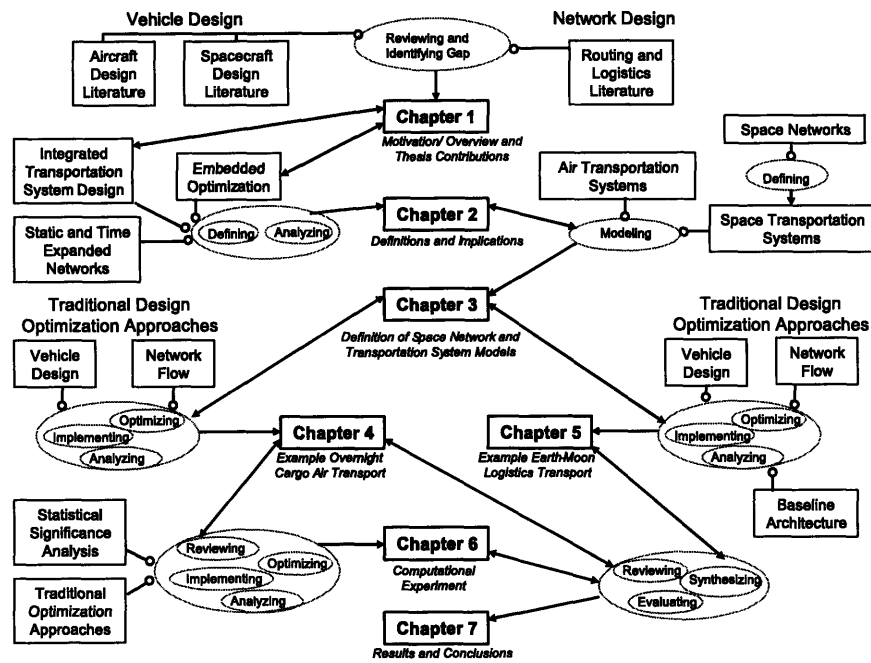 Vehicle Design
Network Design
Reviewing and
Identifying Gap
Aircraft
Design
Literature
Spacecraft
Design
Literature
Routing and
Logistics
Literature
Chapter 1
Motivation/ Overview and
Thesis Contributions
Integrated
Transportation
System Design
Embedded
Optimization
Air Transportation
Systems
Space Networks
Defining
Static and Time
Expanded
Networks
Defining
Analyzing
Chapter 2
Definitions and Implications
Modeling
Space Transportation
Systems
Traditional Design
Optimization Approaches
Chapter 3
Definition of Space Network and
Transportation System Models
Traditional Design
Optimization Approaches
Vehicle
Design
Network
Flow
Vehicle
Design
Network
Flow
Optimizing
Implementing
Analyzing
Chapter 4
Example Overnight
Cargo Air Transport
Chapter 5
Example Earth-Moon
Logistics Transport
Optimizing
Implementing
Analyzing
Baseline
Architecture
Statistical
Significance
Analysis
Traditional
Optimization
Approaches
Reviewing
Optimizing
Implementing
Analyzing
Chapter 6
Computational
Experiment
Reviewing
Synthesizing
Evaluating
Chapter 7
Results and Conclusions